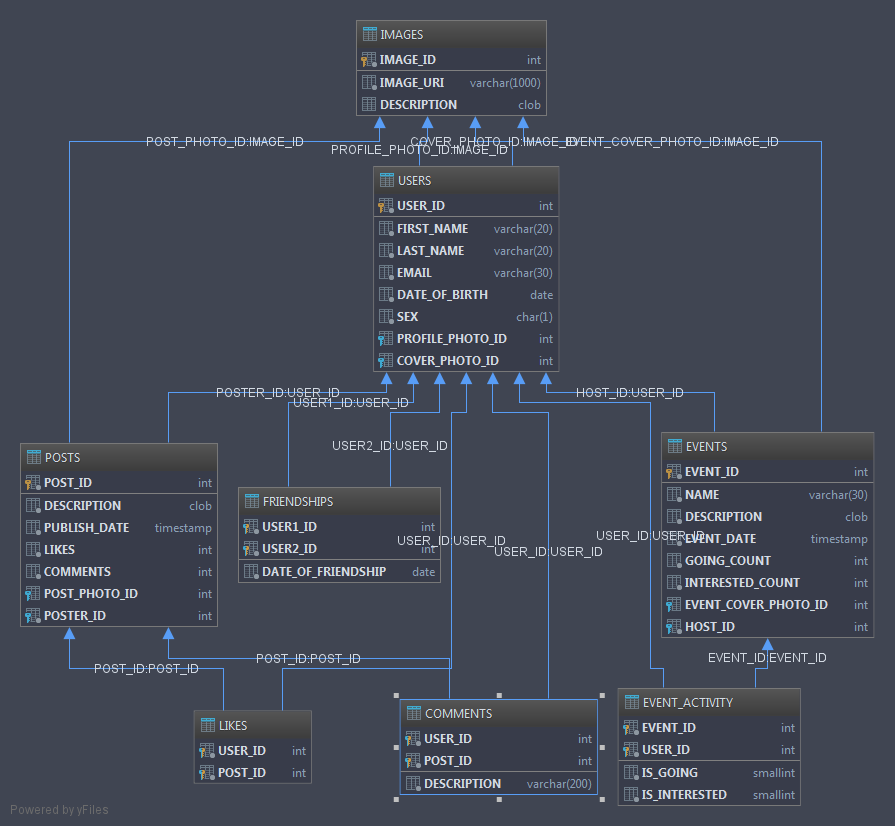 IMAGES
IMAGE_ID int
IMAGE_URI varchar(1000)
DESCRIPTION clob
POST_PHOTO_ID:IMAGE_ID
COVER_PHOTO_ID:IMAGE_ID
EVENT_COVER_PHOTO_ID:IMAGE_ID
PROFILE_PHOTO_ID:IMAGE_ID
USERS
USER_ID int
FIRST_NAME varchar(20)
LAST_NAME varchar(20)
EMAIL varchar(30)
DATE_OF_BIRTH date
SEX char(1)
PROFILE_PHOTO_ID int
COVER_PHOTO_ID int
POSTER_ID:USER_ID
USER1_ID:USER_ID
HOST_ID:USER_ID
USER2_ID:USER_ID
POSTS
POST_ID int
DESCRIPTION clob
PUBLISH_DATE timestamp
LIKES int
COMMENTS int
POST_PHOTO_ID int
POSTER_ID int
FRIENDSHIPS
USER1_ID int
USER2_ID int
DATE_OF_FRIENDSHIP date
USER_ID:USER_ID
USER_ID:USER_ID
USER_ID:USER_ID
EVENTS
EVENT_ID int
NAME varchar(30)
DESCRIPTION clob
EVENT_DATE timestamp
GOING_COUNT int
INTERESTED_COUNT int
EVENT_COVER_PHOTO_ID int
HOST_ID int
POST_ID:POST_ID
POST_ID:POST_ID
EVENT_ID:EVENT_ID
LIKES
USER_ID int
POST_ID int
COMMENTS
USER_ID int
POST_ID int
DESCRIPTION varchar(200)
EVENT_ACTIVITY
EVENT_ID int
USER_ID int
IS_GOING smallint
IS_INTERESTED smallint
Powered by yFiles